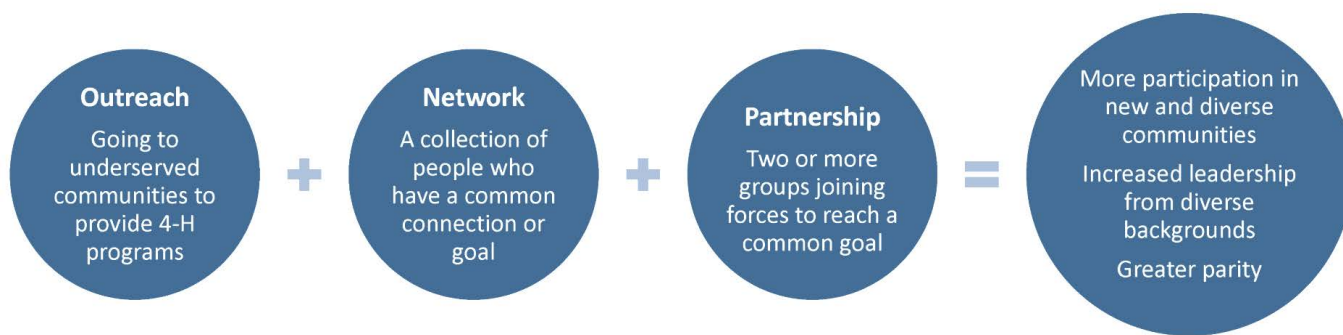 Outreach
Going to
underserved
communities to
provide 4-H
programs
Network
A collection of
people who
have a common
connection or
goal
Partnership
Two or more
groups joining
forces to reach a
common goal
More participation in
new and diverse
communities
Increased leadership
from diverse
backgrounds
Greater parity